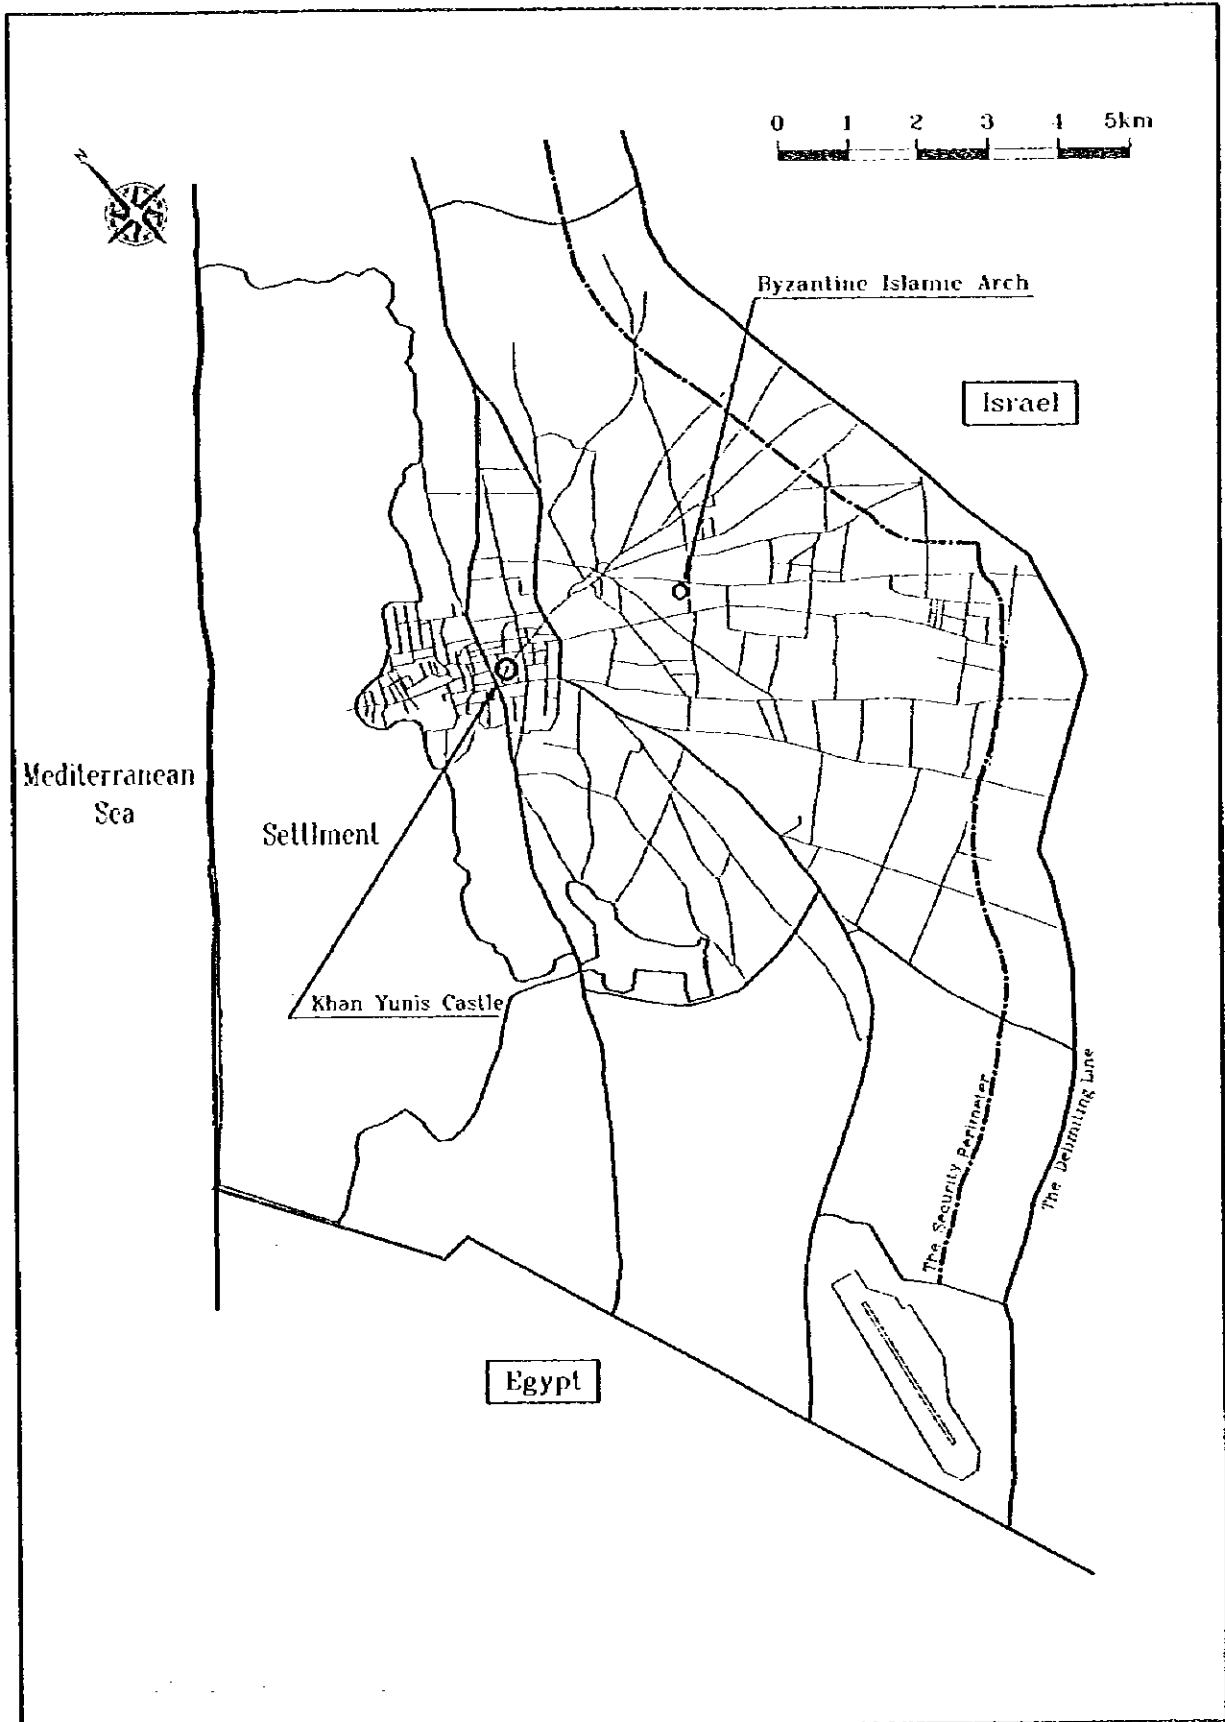 0 1 2 3 4 5km
N
Byzantine Islamic Arch
Israel
Mediterranean
Sea
Settlment
Khan Yunis Castle
The Security Perimeter
The Delimiting Line
Egypt